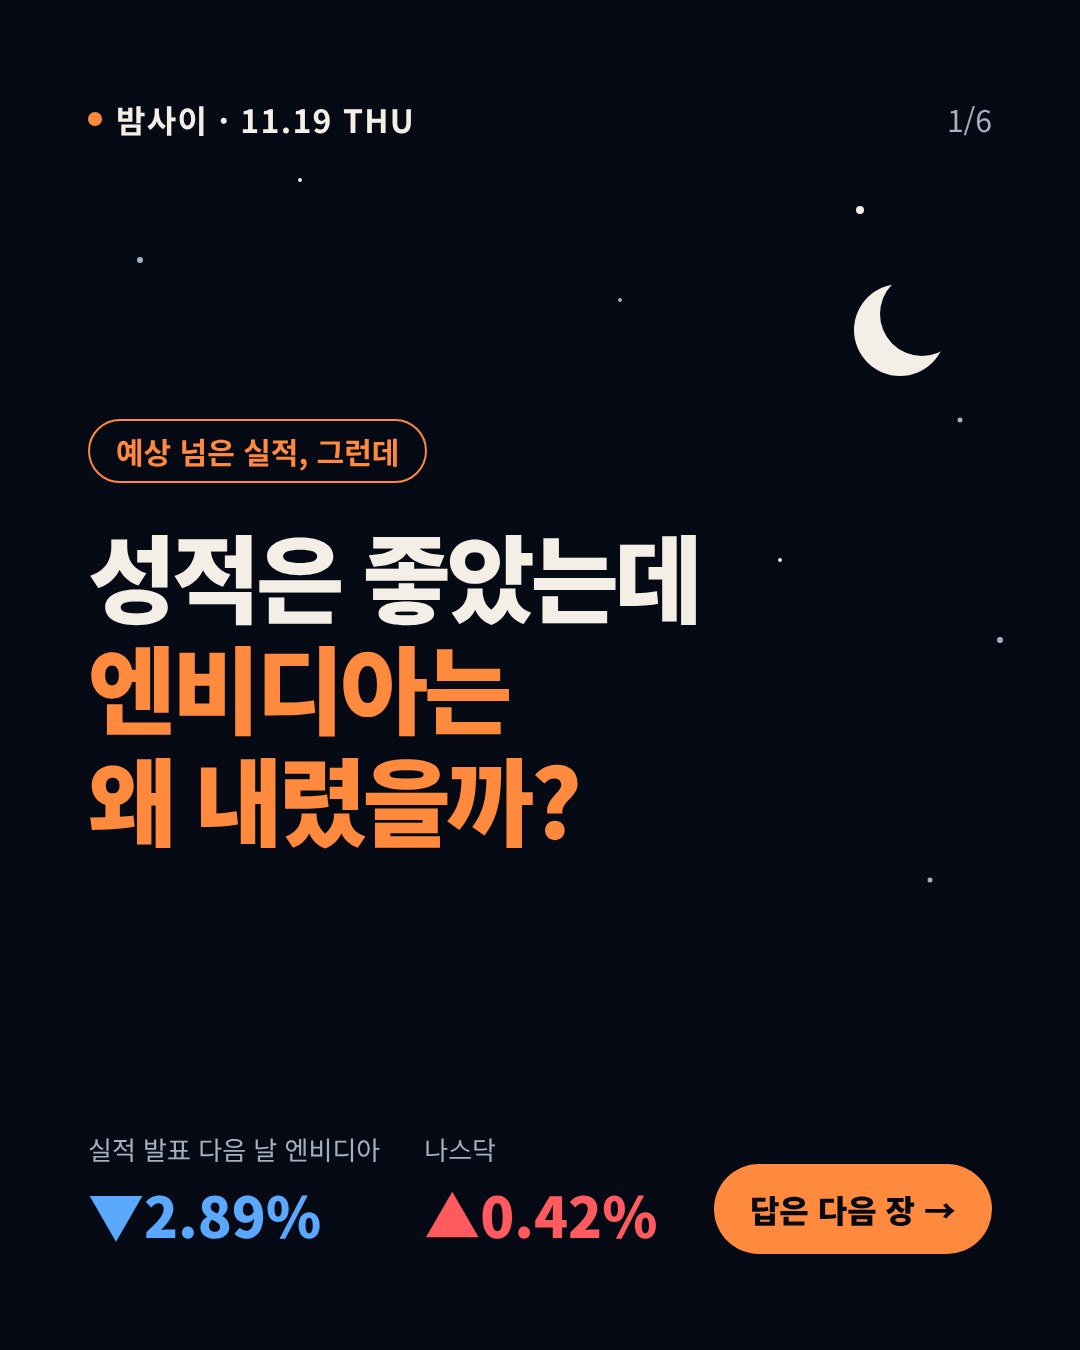 밤사이 · 11.19 THU
1/6
예상 넘은 실적, 그런데
성적은 좋았는데
엔비디아는
왜 내렸을까?
실적 발표 다음 날 엔비디아
▼2.89%
나스닥
▲0.42%
답은 다음 장 →